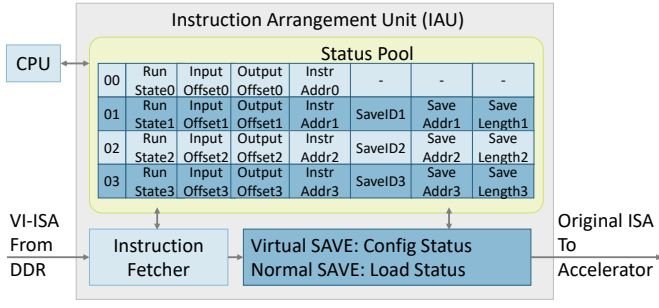 Instruction Arrangement Unit (IAU)
CPU
Status Pool
00 Run State0 Input Offset0 Output Offset0 Instr Addr0 - - -
01 Run State1 Input Offset1 Output Offset1 Instr Addr1 SaveID1 Save Addr1 Save Length1
02 Run State2 Input Offset2 Output Offset2 Instr Addr2 SaveID2 Save Addr2 Save Length2
03 Run State3 Input Offset3 Output Offset3 Instr Addr3 SaveID3 Save Addr3 Save Length3
VI-ISA
From
DDR
Instruction
Fetcher
Virtual SAVE: Config Status
Normal SAVE: Load Status
Original ISA
To
Accelerator